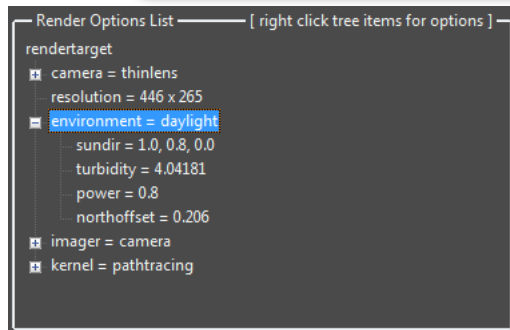 Render Options List [ right click tree items for options ]
rendertarget
camera = thinlens
resolution = 446 x 265
environment = daylight
sundir = 1.0, 0.8, 0.0
turbidity = 4.04181
power = 0.8
northoffset = 0.206
imager = camera
kernel = pathtracing